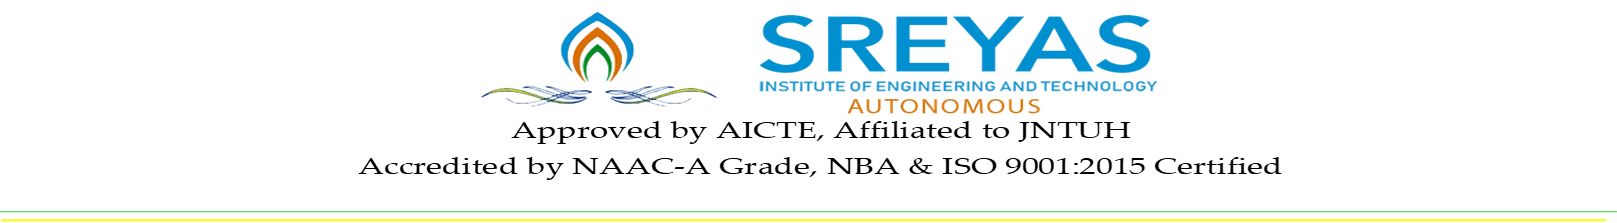 SREYAS
INSTITUTE OF ENGINEERING AND TECHNOLOGY
AUTONOMOUS
Approved by AICTE, Affiliated to JNTUH
Accredited by NAAC-A Grade, NBA & ISO 9001:2015 Certified